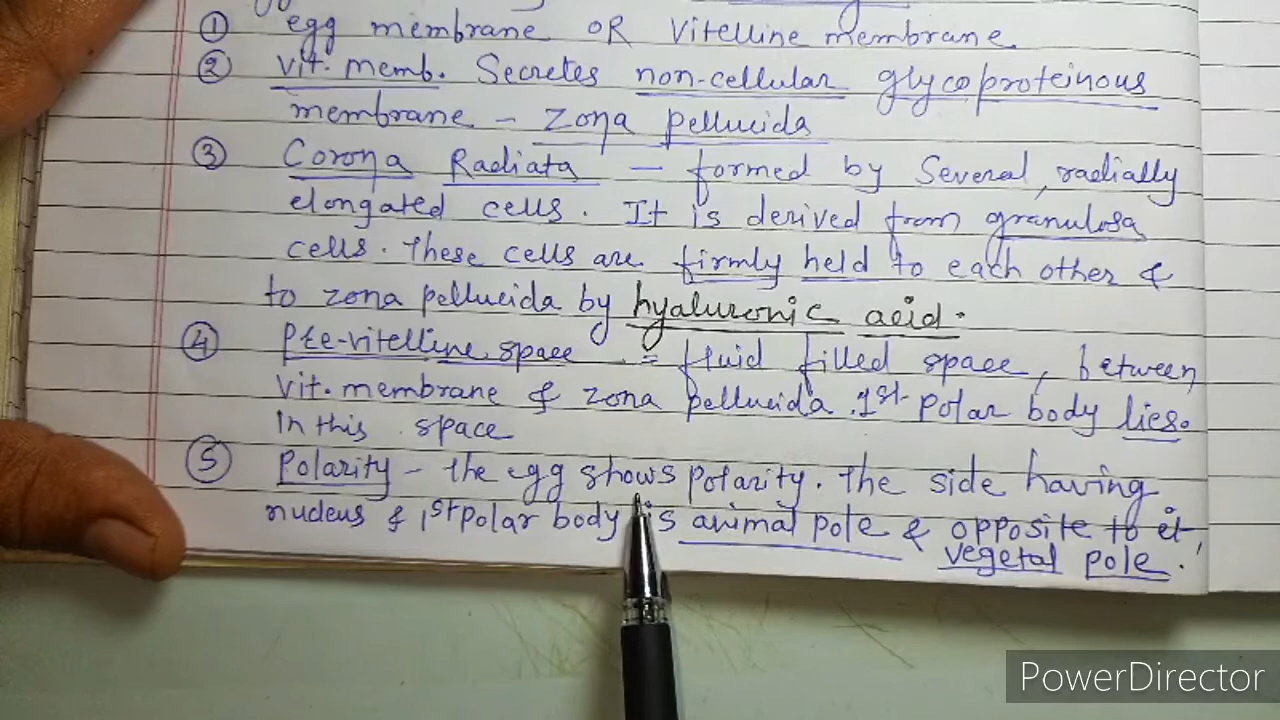 ① egg membrane OR Vitelline membrane
② Vit. memb. Secretes non-cellular glycoproteinous
membrane - Zona pellucida
③ Corona Radiata - formed by Several, radially
elongated cells. It is derived from granulosa
cells. These cells are firmly held to each other &
to zona pellucida by hyaluronic acid.
④ Pre-vitelline space = fluid filled space, between
Vit. membrane & zona pellucida. 1st polar body lies
in this space
⑤ Polarity - the egg shows polarity. The side having
nucleus & 1st polar body is animal pole & opposite to it,
vegetal pole.
PowerDirector